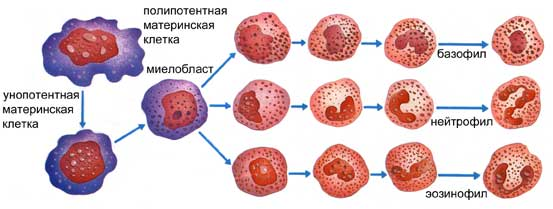 полипотентная
материнская
клетка
миелобласт
унопотентная
материнская
клетка
базофил
нейтрофил
эозинофил